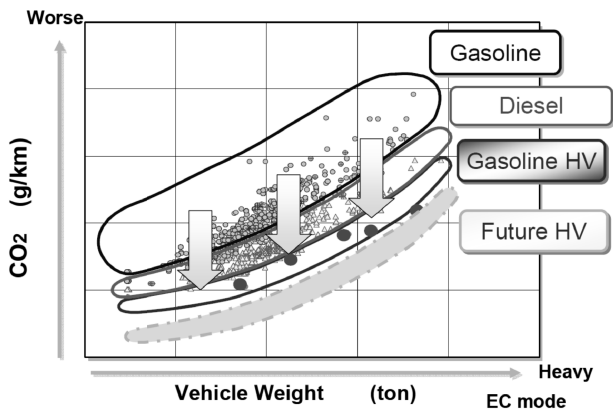 Worse
Gasoline
Diesel
Gasoline HV
Future HV
CO2 (g/km)
Heavy
Vehicle Weight (ton)
EC mode